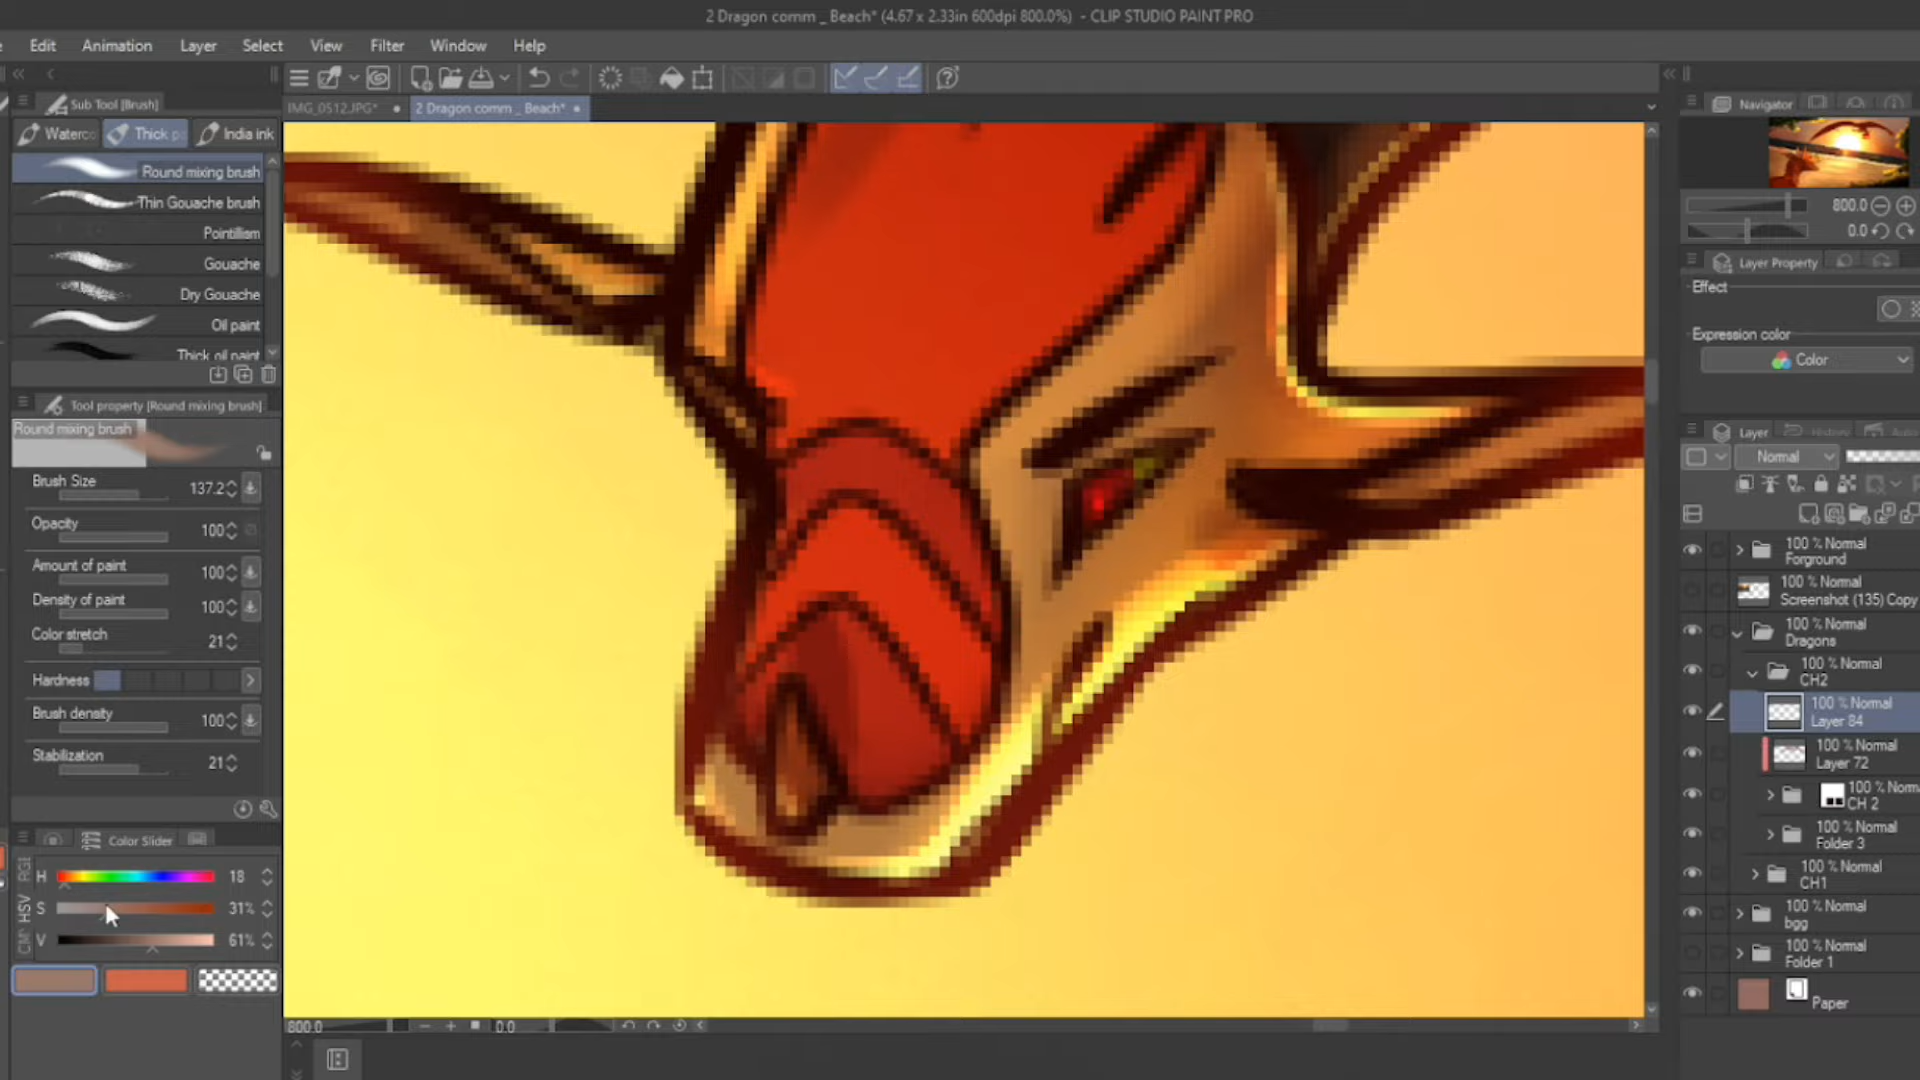 2 Dragon comm _ Beach* (4.67 x 2.33in 600dpi 800.0%) - CLIP STUDIO PAINT PRO
Edit Animation Layer Select View Filter Window Help
IMG_0512.JPG* 2 Dragon comm _ Beach*
Sub Tool [Brush]
Thick India ink
Round mixing brush
Thin Gouache brush
Pointillism
Gouache
Dry Gouache
Oil paint
Thick oil paint
Tool property [Round mixing brush]
Round mixing brush
Brush Size 137.2
Opacity 100
Amount of paint 100
Density of paint 100
Color stretch 21
Hardness
Brush density 100
Stabilization 21
Color Slider
RGB
HSV
H 18
S 31%
V 61%
800.0 0.0
Navigator
800.0
0.0
Layer Property
Effect
Expression color
Color
Layer History
Normal
100 % Normal
Forground
100 % Normal
Screenshot (135) Copy
100 % Normal
Dragons
100 % Normal
CH2
100 % Normal
Layer 84
100 % Normal
Layer 72
100 %
CH 2
100 % Normal
Folder 3
100 % Normal
CH1
100 % Normal
bgg
100 % Normal
Folder 1
Paper